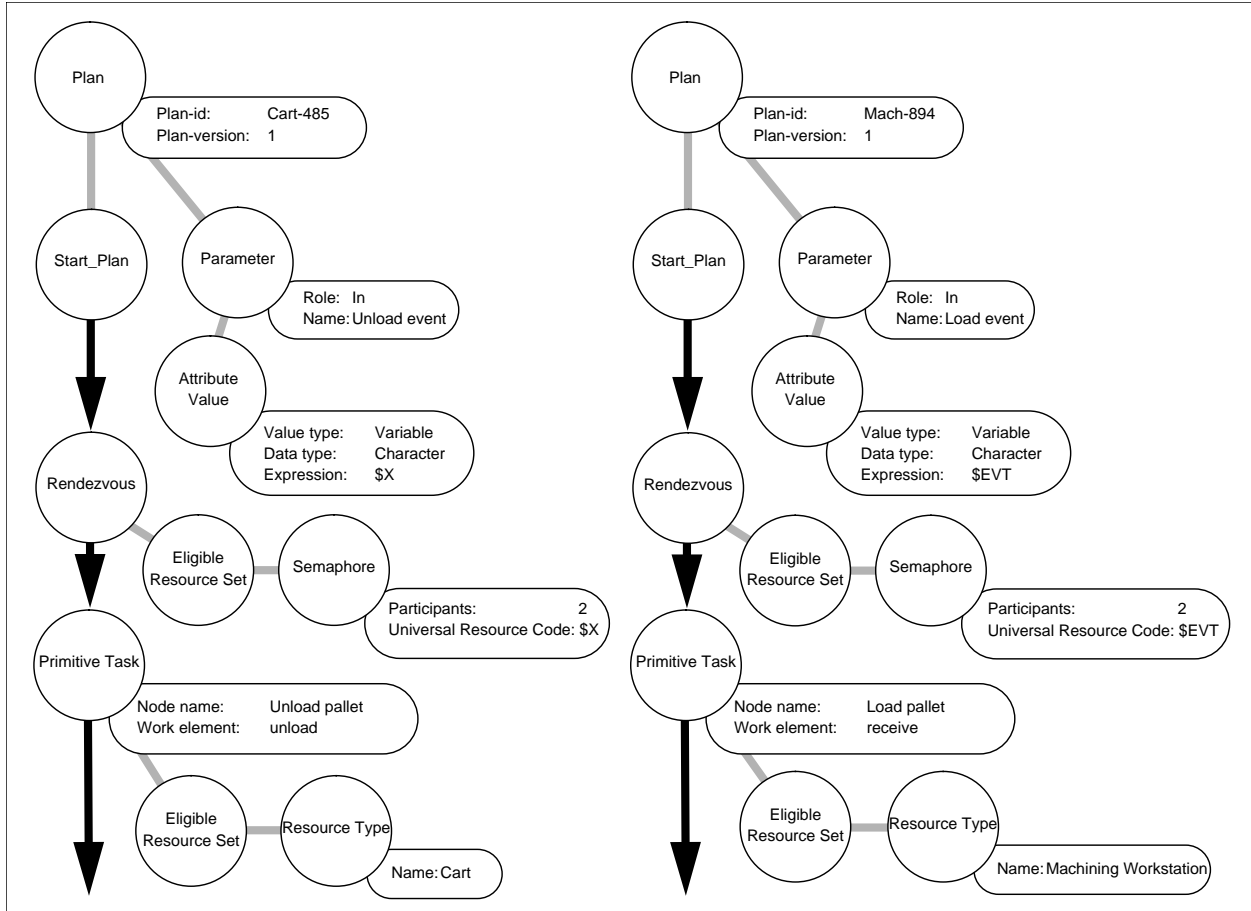 Plan
Plan-id: Cart-485
Plan-version: 1
Start_Plan
Parameter
Role: In
Name: Unload event
Attribute
Value
Value type: Variable
Data type: Character
Expression: $X
Rendezvous
Eligible
Resource Set
Semaphore
Participants: 2
Universal Resource Code: $X
Primitive Task
Node name: Unload pallet
Work element: unload
Eligible
Resource Set
Resource Type
Name: Cart
Plan
Plan-id: Mach-894
Plan-version: 1
Start_Plan
Parameter
Role: In
Name: Load event
Attribute
Value
Value type: Variable
Data type: Character
Expression: $EVT
Rendezvous
Eligible
Resource Set
Semaphore
Participants: 2
Universal Resource Code: $EVT
Primitive Task
Node name: Load pallet
Work element: receive
Eligible
Resource Set
Resource Type
Name: Machining Workstation